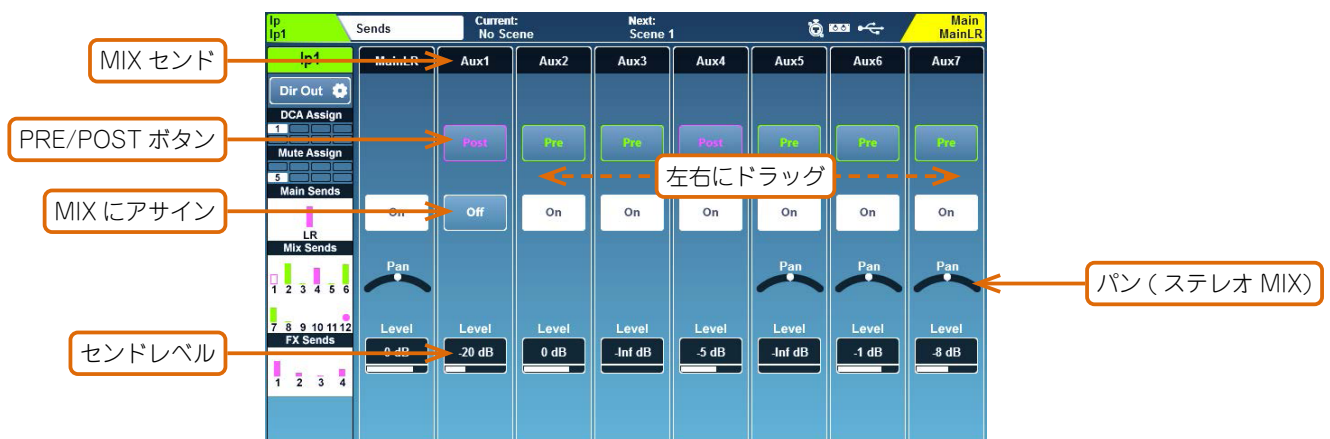 Ip
Ip1
Sends
Current:
No Scene
Next:
Scene 1
Main
MainLR
MIX センド
Ip1
MainLR
Aux1
Aux2
Aux3
Aux4
Aux5
Aux6
Aux7
Dir Out
DCA Assign
1
PRE/POST ボタン
Post
Pre
Pre
Post
Pre
Pre
Pre
Mute Assign
5
左右にドラッグ
Main Sends
MIX にアサイン
On
Off
On
On
On
On
On
On
LR
Mix Sends
1 2 3 4 5 6
Pan
Pan
Pan
Pan
パン ( ステレオ MIX)
7 8 9 10 11 12
Level
Level
Level
Level
Level
Level
Level
Level
FX Sends
センドレベル
0 dB
-20 dB
0 dB
-Inf dB
-5 dB
-Inf dB
-1 dB
-8 dB
1 2 3 4